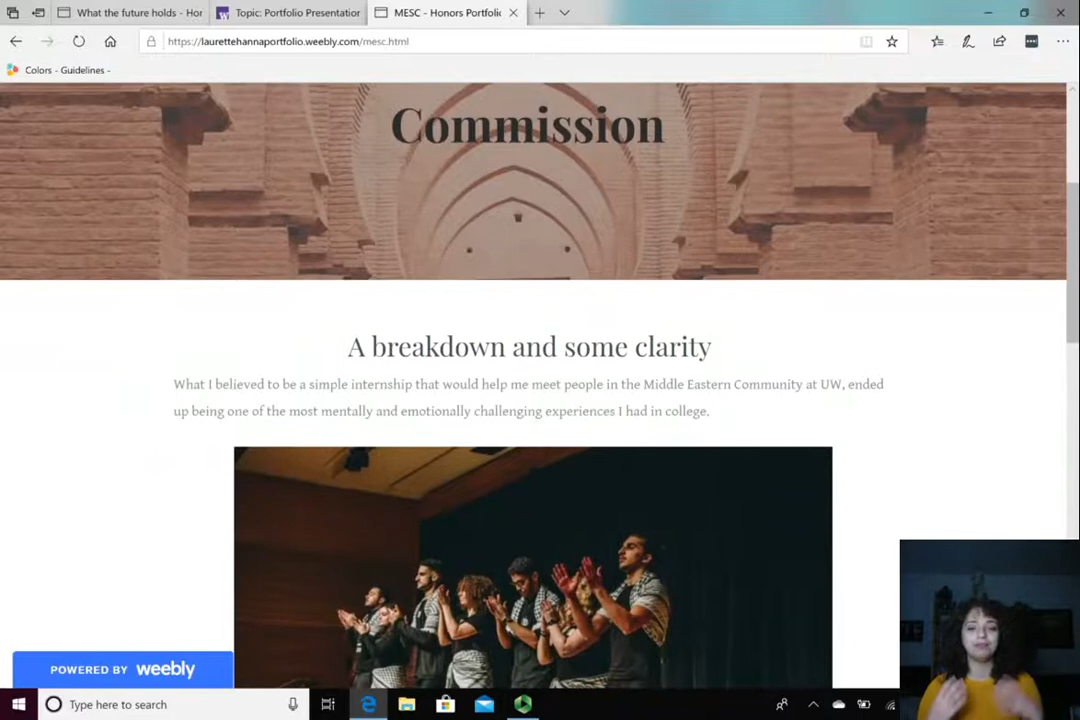 What the future holds - Hor
Topic: Portfolio Presentation
MESC - Honors Portfolio
https://laurettehannaportfolio.weebly.com/mesc.html
Colors - Guidelines -
Commission
A breakdown and some clarity
What I believed to be a simple internship that would help me meet people in the Middle Eastern Community at UW, ended
up being one of the most mentally and emotionally challenging experiences I had in college.
POWERED BY weebly
Type here to search